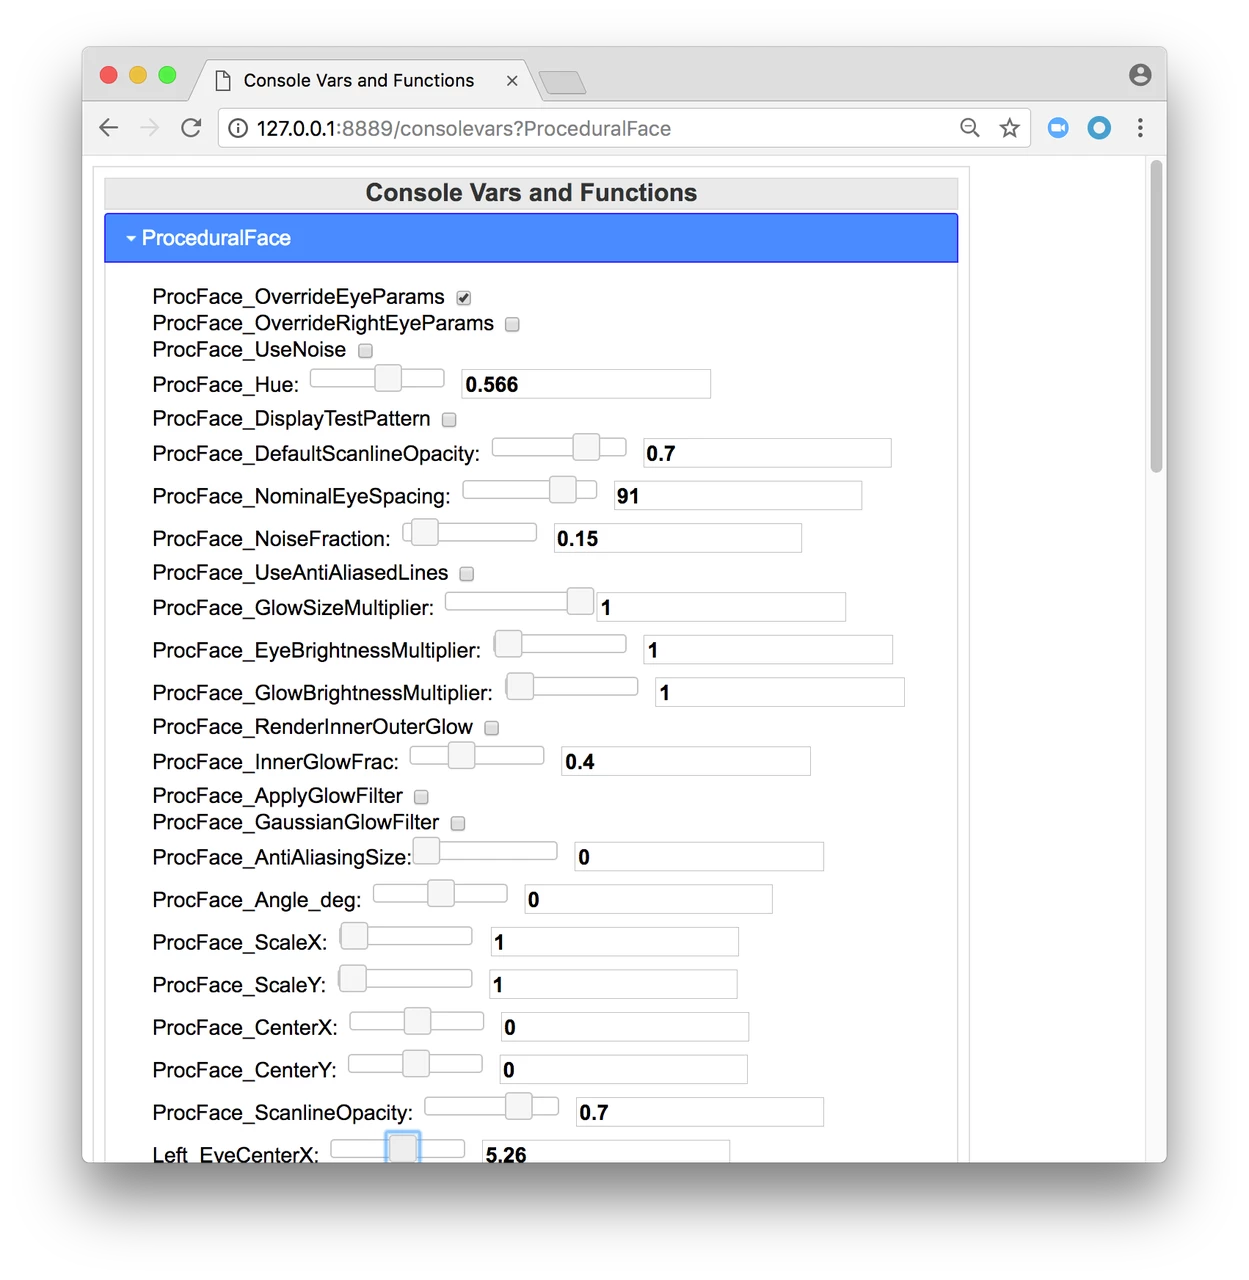 Console Vars and Functions
127.0.0.1:8889/consolevars?ProceduralFace
Console Vars and Functions
ProceduralFace
ProcFace_OverrideEyeParams
ProcFace_OverrideRightEyeParams
ProcFace_UseNoise
ProcFace_Hue: 0.566
ProcFace_DisplayTestPattern
ProcFace_DefaultScanlineOpacity: 0.7
ProcFace_NominalEyeSpacing: 91
ProcFace_NoiseFraction: 0.15
ProcFace_UseAntiAliasedLines
ProcFace_GlowSizeMultiplier: 1
ProcFace_EyeBrightnessMultiplier: 1
ProcFace_GlowBrightnessMultiplier: 1
ProcFace_RenderInnerOuterGlow
ProcFace_InnerGlowFrac: 0.4
ProcFace_ApplyGlowFilter
ProcFace_GaussianGlowFilter
ProcFace_AntiAliasingSize: 0
ProcFace_Angle_deg: 0
ProcFace_ScaleX: 1
ProcFace_ScaleY: 1
ProcFace_CenterX: 0
ProcFace_CenterY: 0
ProcFace_ScanlineOpacity: 0.7
Left_EyeCenterX: 5.26